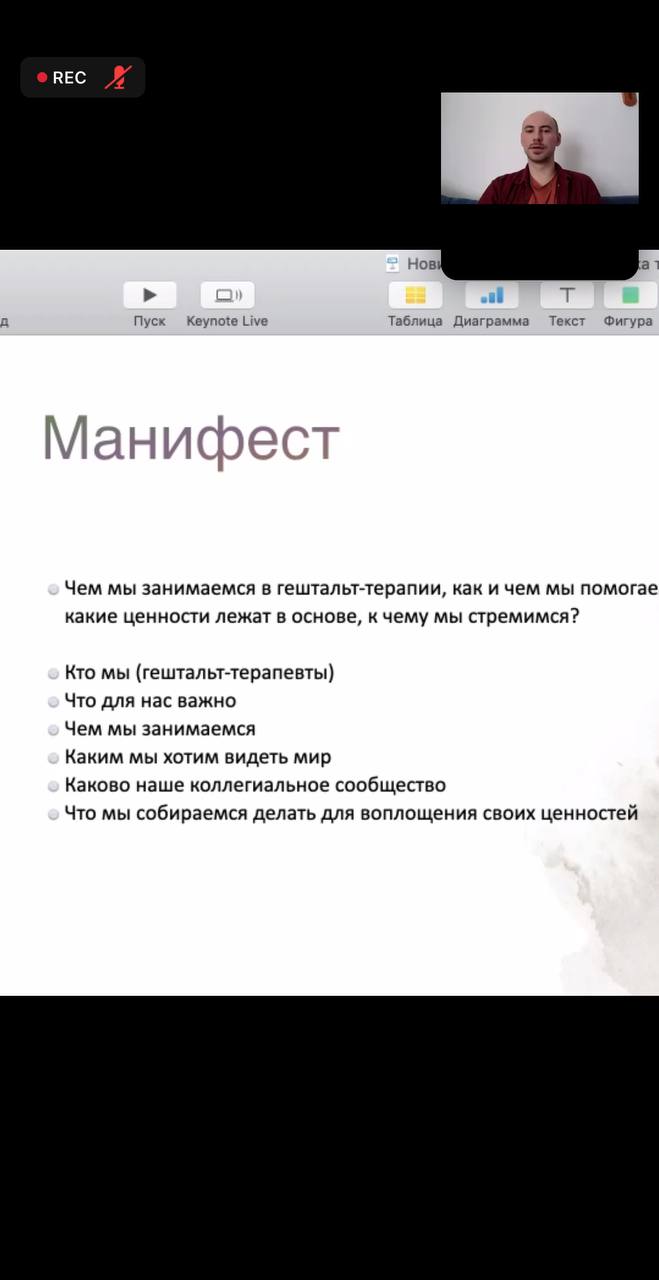 REC
Нови
ка т
д
Пуск
Keynote Live
Таблица
Диаграмма
Текст
Фигура
Манифест
Чем мы занимаемся в гештальт-терапии, как и чем мы помогае
какие ценности лежат в основе, к чему мы стремимся?
Кто мы (гештальт-терапевты)
Что для нас важно
Чем мы занимаемся
Каким мы хотим видеть мир
Каково наше коллегиальное сообщество
Что мы собираемся делать для воплощения своих ценностей